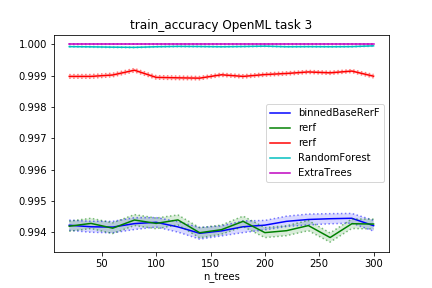 train_accuracy OpenML task 3
1.000
0.999
0.998
0.997
0.996
0.995
0.994
binnedBaseRerF
rerf
rerf
RandomForest
ExtraTrees
50 100 150 200 250 300
n_trees